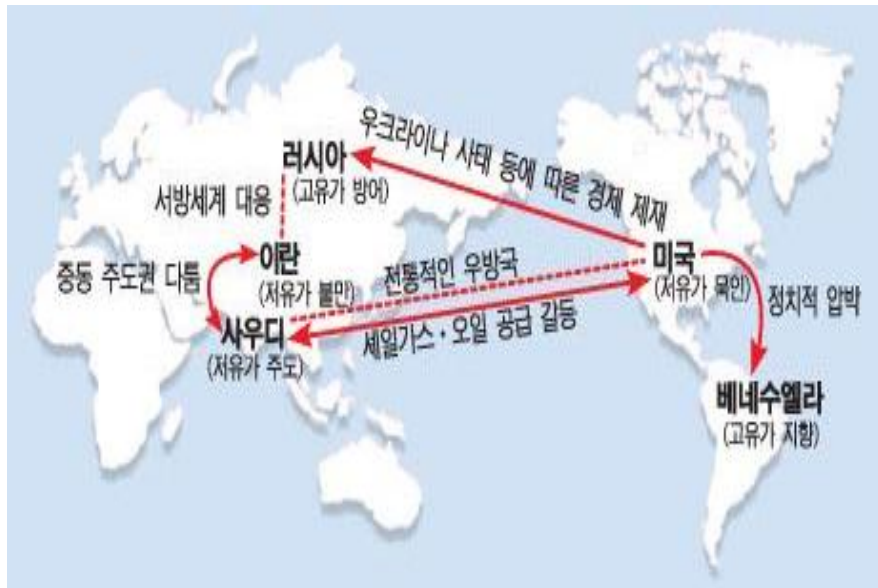 우크라이나 사태 등에 따른 경제 제재
러시아
(고유가 방어)
서방세계 대응
이란
(저유가 불만)
중동 주도권 다툼
전통적인 우방국
미국
(저유가 묵인)
정치적 압박
사우디
(저유가 주도)
셰일가스·오일 공급 갈등
베네수엘라
(고유가 지향)